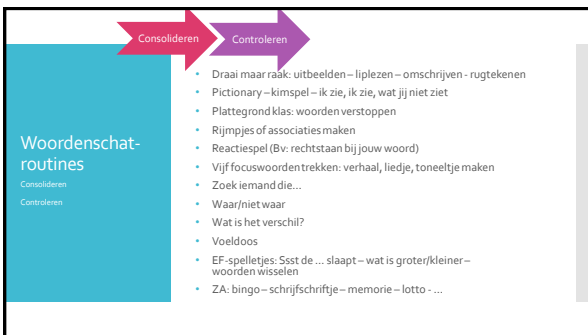 Consolideren
Controleren
Woordenschat-
routines
Consolideren
Controleren
• Draai maar raak: uitbeelden – liplezen – omschrijven - rugtekenen
• Pictionary – kimspel – ik zie, ik zie, wat jij niet ziet
• Plattegrond klas: woorden verstoppen
• Rijmpjes of associaties maken
• Reactiespel (Bv: rechtstaan bij jouw woord)
• Vijf focuswoorden trekken: verhaal, liedje, toneeltje maken
• Zoek iemand die…
• Waar/niet waar
• Wat is het verschil?
• Voeldoos
• EF-spelletjes: Ssst de … slaapt – wat is groter/kleiner –
woorden wisselen
• ZA: bingo – schrijfschriftje – memorie – lotto - …